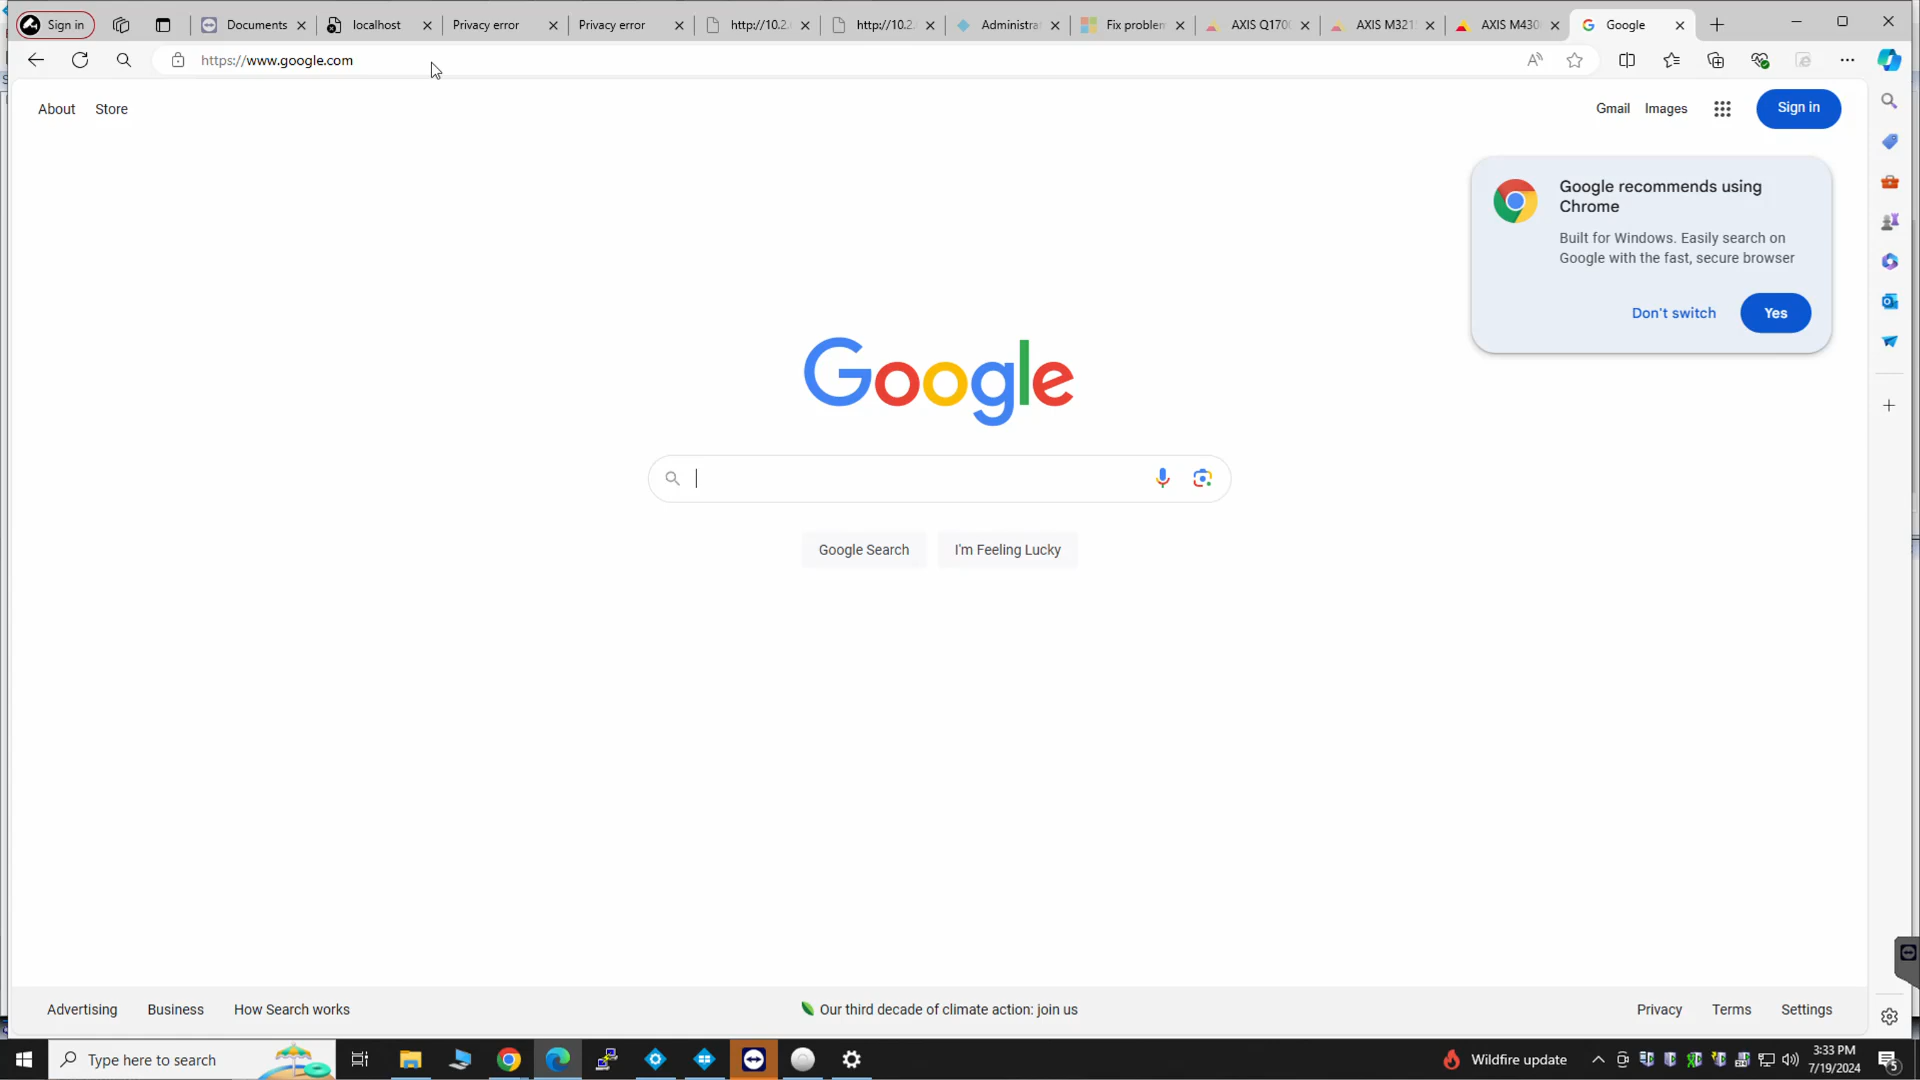 Sign in
Documents
localhost
Privacy error
Privacy error
http://10.2.
http://10.2.
Administra
Fix problem
AXIS Q170
AXIS M321
AXIS M430
Google
https://www.google.com
About
Store
Gmail
Images
Sign in
Google recommends using
Chrome
Built for Windows. Easily search on
Google with the fast, secure browser
Don't switch
Yes
Google
Google Search
I'm Feeling Lucky
Advertising
Business
How Search works
Our third decade of climate action: join us
Privacy
Terms
Settings
Type here to search
Wildfire update
3:33 PM
7/19/2024
5